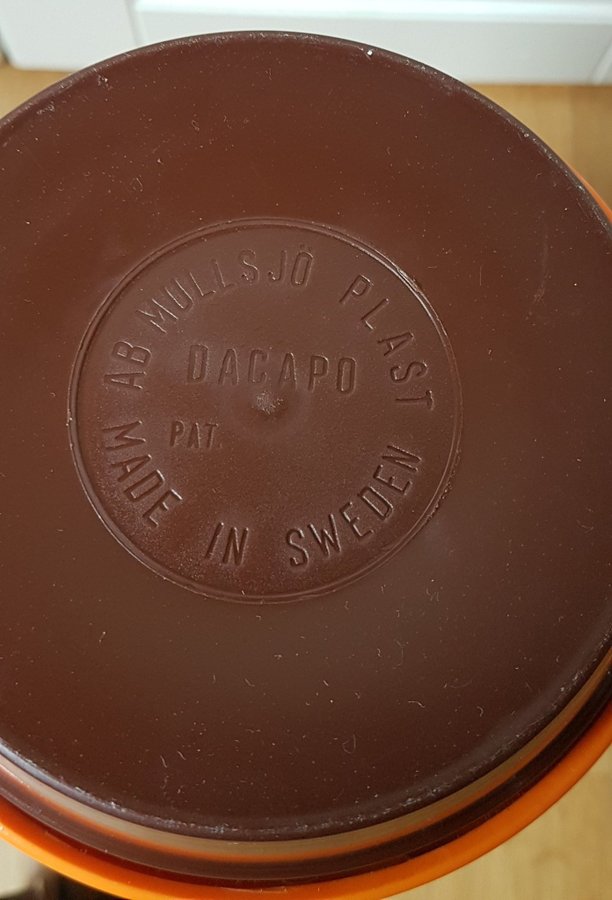 AB MULLSJÖ PLAST
DACAPO
PAT.
MADE IN SWEDEN